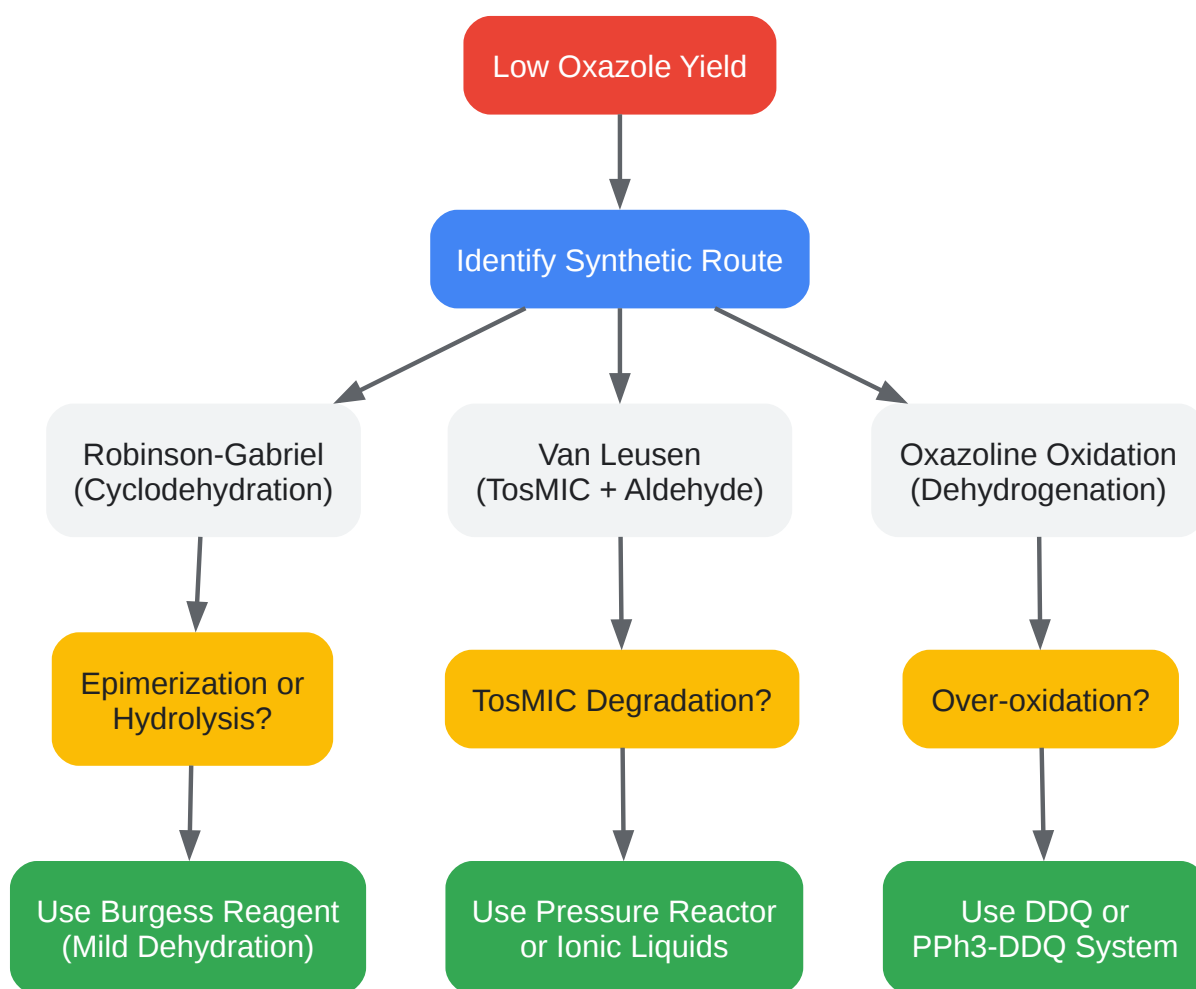 Low Oxazole Yield
Identify Synthetic Route
Robinson-Gabriel
(Cyclodehydration)
Van Leusen
(TosMIC + Aldehyde)
Oxazoline Oxidation
(Dehydrogenation)
Epimerization or
Hydrolysis?
TosMIC Degradation?
Over-oxidation?
Use Burgess Reagent
(Mild Dehydration)
Use Pressure Reactor
or Ionic Liquids
Use DDQ or
PPh3-DDQ System